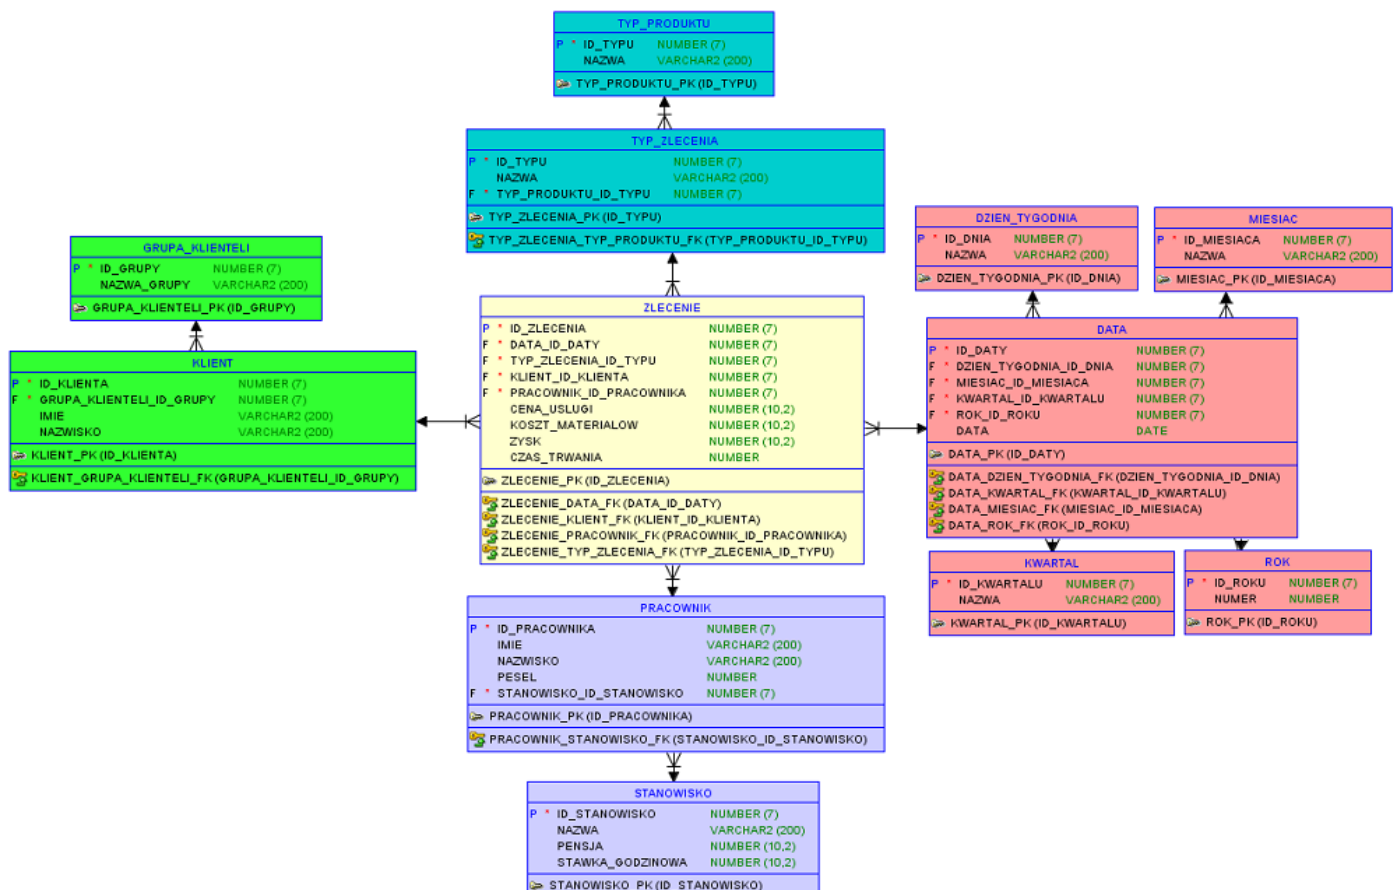 TYP_PRODUKTU
P * ID_TYPU NUMBER (7)
NAZWA VARCHAR2 (200)
TYP_PRODUKTU_PK (ID_TYPU)
TYP_ZLECENIA
P * ID_TYPU NUMBER (7)
NAZWA VARCHAR2 (200)
F * TYP_PRODUKTU_ID_TYPU NUMBER (7)
TYP_ZLECENIA_PK (ID_TYPU)
TYP_ZLECENIA_TYP_PRODUKTU_FK (TYP_PRODUKTU_ID_TYPU)
GRUPA_KLIENTELI
P * ID_GRUPY NUMBER (7)
NAZWA_GRUPY VARCHAR2 (200)
GRUPA_KLIENTELI_PK (ID_GRUPY)
KLIENT
P * ID_KLIENTA NUMBER (7)
F * GRUPA_KLIENTELI_ID_GRUPY NUMBER (7)
IMIE VARCHAR2 (200)
NAZWISKO VARCHAR2 (200)
KLIENT_PK (ID_KLIENTA)
KLIENT_GRUPA_KLIENTELI_FK (GRUPA_KLIENTELI_ID_GRUPY)
ZLECENIE
P * ID_ZLECENIA NUMBER (7)
F * DATA_ID_DATY NUMBER (7)
F * TYP_ZLECENIA_ID_TYPU NUMBER (7)
F * KLIENT_ID_KLIENTA NUMBER (7)
F * PRACOWNIK_ID_PRACOWNIKA NUMBER (7)
CENA_USLUGI NUMBER (10,2)
KOSZT_MATERIALOW NUMBER (10,2)
ZYSK NUMBER (10,2)
CZAS_TRWANIA NUMBER
ZLECENIE_PK (ID_ZLECENIA)
ZLECENIE_DATA_FK (DATA_ID_DATY)
ZLECENIE_KLIENT_FK (KLIENT_ID_KLIENTA)
ZLECENIE_PRACOWNIK_FK (PRACOWNIK_ID_PRACOWNIKA)
ZLECENIE_TYP_ZLECENIA_FK (TYP_ZLECENIA_ID_TYPU)
DZIEN_TYGODNIA
P * ID_DNIA NUMBER (7)
NAZWA VARCHAR2 (200)
DZIEN_TYGODNIA_PK (ID_DNIA)
MIESIAC
P * ID_MIESIACA NUMBER (7)
NAZWA VARCHAR2 (200)
MIESIAC_PK (ID_MIESIACA)
DATA
P * ID_DATY NUMBER (7)
F * DZIEN_TYGODNIA_ID_DNIA NUMBER (7)
F * MIESIAC_ID_MIESIACA NUMBER (7)
F * KWARTAL_ID_KWARTALU NUMBER (7)
F * ROK_ID_ROKU NUMBER (7)
DATA DATE
DATA_PK (ID_DATY)
DATA_DZIEN_TYGODNIA_FK (DZIEN_TYGODNIA_ID_DNIA)
DATA_KWARTAL_FK (KWARTAL_ID_KWARTALU)
DATA_MIESIAC_FK (MIESIAC_ID_MIESIACA)
DATA_ROK_FK (ROK_ID_ROKU)
KWARTAL
P * ID_KWARTALU NUMBER (7)
NAZWA VARCHAR2 (200)
KWARTAL_PK (ID_KWARTALU)
ROK
P * ID_ROKU NUMBER (7)
NUMER NUMBER
ROK_PK (ID_ROKU)
PRACOWNIK
P * ID_PRACOWNIKA NUMBER (7)
IMIE VARCHAR2 (200)
NAZWISKO VARCHAR2 (200)
PESEL NUMBER
F * STANOWISKO_ID_STANOWISKO NUMBER (7)
PRACOWNIK_PK (ID_PRACOWNIKA)
PRACOWNIK_STANOWISKO_FK (STANOWISKO_ID_STANOWISKO)
STANOWISKO
P * ID_STANOWISKO NUMBER (7)
NAZWA VARCHAR2 (200)
PENSJA NUMBER (10,2)
STAWKA_GODZINOWA NUMBER (10,2)
STANOWISKO_PK (ID_STANOWISKO)